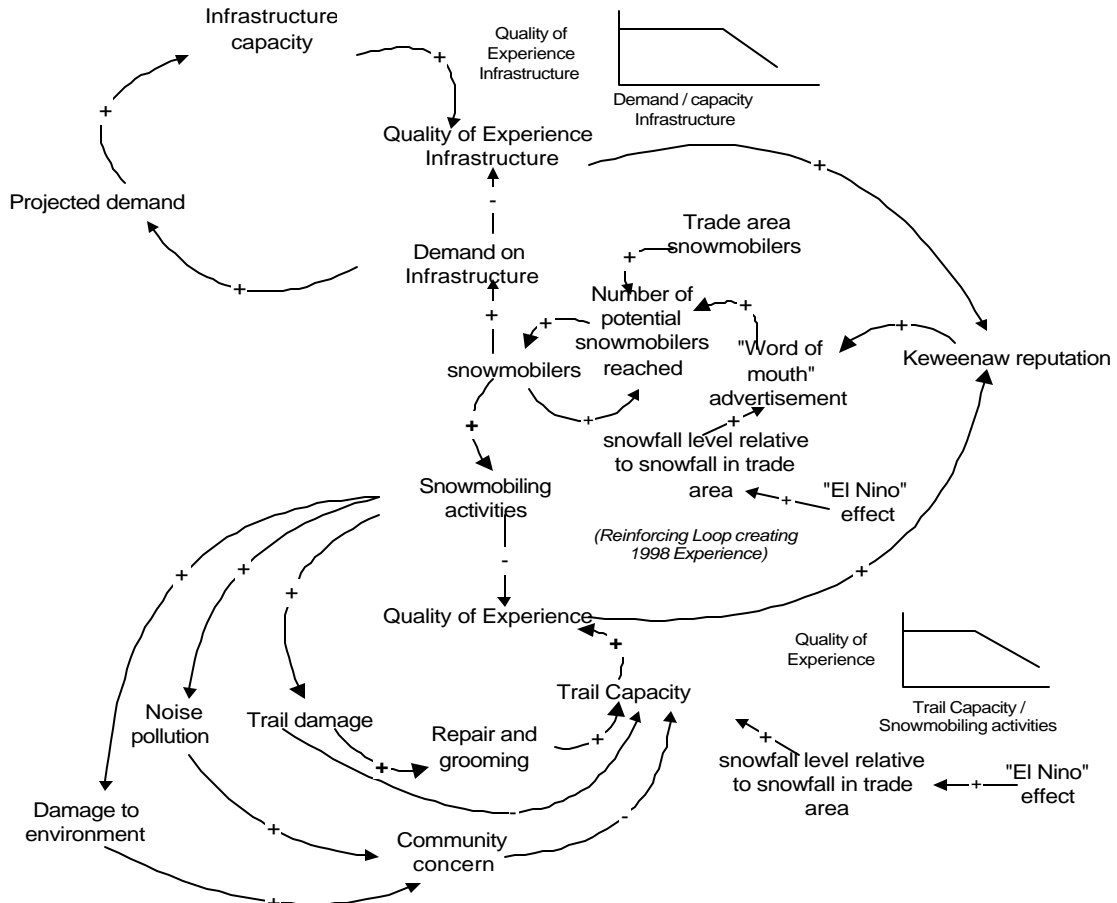 Infrastructure
capacity
+
Quality of
Experience
Infrastructure
Demand / capacity
Infrastructure
+
Quality of Experience
Infrastructure
+
Projected demand
-
Trade area
snowmobilers
+
Demand on
Infrastructure
+
Number of
potential
snowmobilers
reached
+
+
+
+
"Word of
mouth"
advertisement
Keweenaw reputation
snowmobilers
+
+
+
snowfall level relative
to snowfall in trade
area
Snowmobiling
activities
+
"El Nino"
effect
(Reinforcing Loop creating
1998 Experience)
-
+
+
+
+
Quality of Experience
+
Quality of
Experience
Trail Capacity /
Snowmobiling activities
Trail Capacity
Noise
pollution
Trail damage
Repair and
grooming
+
+
+
snowfall level relative
to snowfall in trade
area
+
"El Nino"
effect
Damage to
environment
-
-
+
Community
concern
+